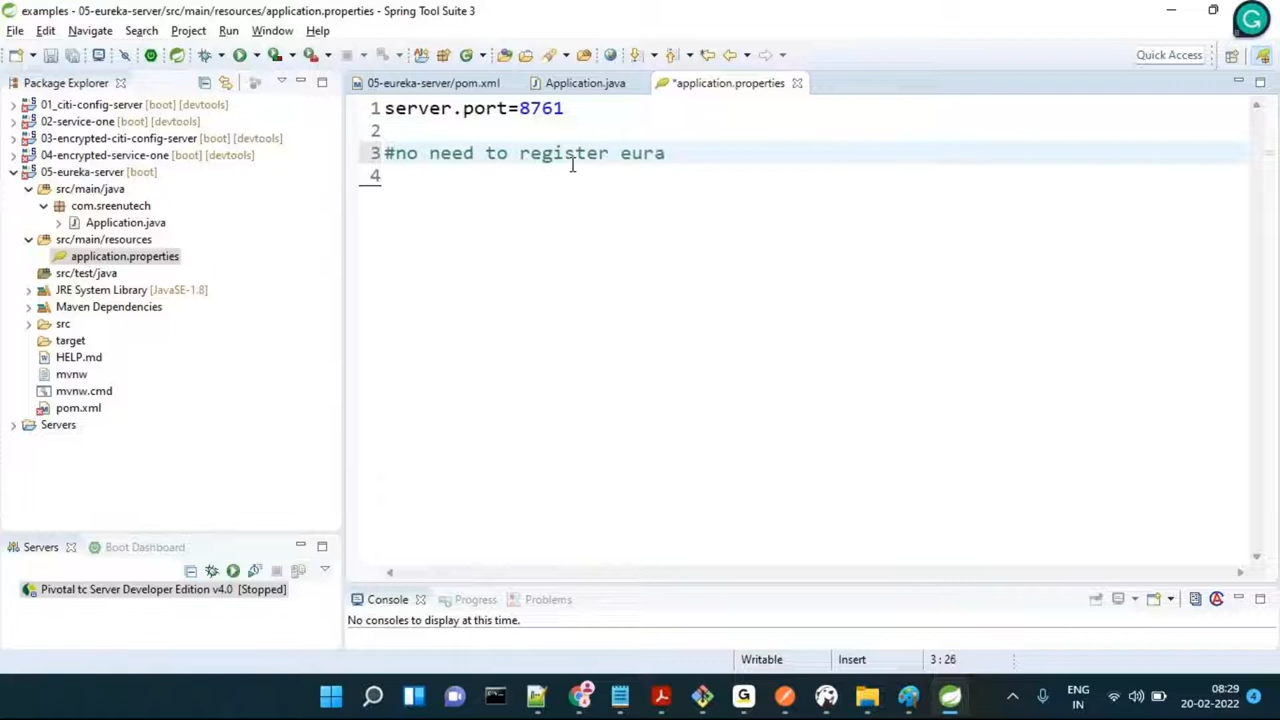 examples - 05-eureka-server/src/main/resources/application.properties - Spring Tool Suite 3
File Edit Navigate Search Project Run Window Help
Quick Access
Package Explorer
05-eureka-server/pom.xml
Application.java
*application.properties
01_citi-config-server [boot] [devtools]
02-service-one [boot] [devtools]
03-encrypted-citi-config-server [boot] [devtools]
04-encrypted-service-one [boot] [devtools]
05-eureka-server [boot]
src/main/java
com.sreenutech
Application.java
src/main/resources
application.properties
src/test/java
JRE System Library [JavaSE-1.8]
Maven Dependencies
src
target
HELP.md
mvnw
mvnw.cmd
pom.xml
Servers
1 server.port=8761
2
3 #no need to register eura
4
Servers
Boot Dashboard
Pivotal tc Server Developer Edition v4.0 [Stopped]
Console
Progress
Problems
No consoles to display at this time.
Writable
Insert
3 : 26
ENG
IN
08:29
20-02-2022
4